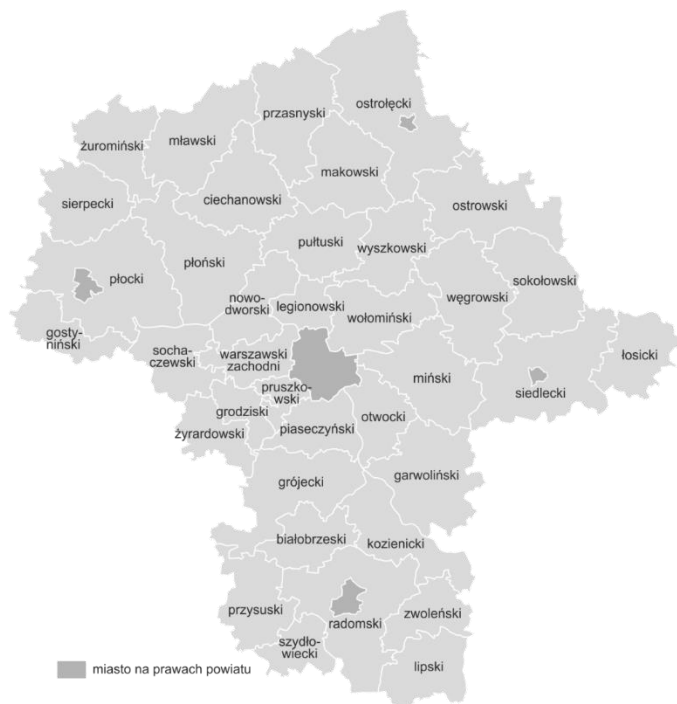 ostrołęcki
przasnyski
mławski
żuromiński
makowski
ciechanowski
sierpecki
ostrowski
pułtuski
wyszkowski
płoński
płocki
sokołowski
węgrowski
nowo-
dworski
legionowski
wołomiński
gosty-
niński
socha-
czewski
warszawski
zachodni
łosicki
miński
siedlecki
pruszko-
wski
grodziski
otwocki
piaseczyński
żyrardowski
garwoliński
grójecki
białobrzeski
kozienicki
przysuski
zwoleński
radomski
szydło-
wiecki
lipski
miasto na prawach powiatu